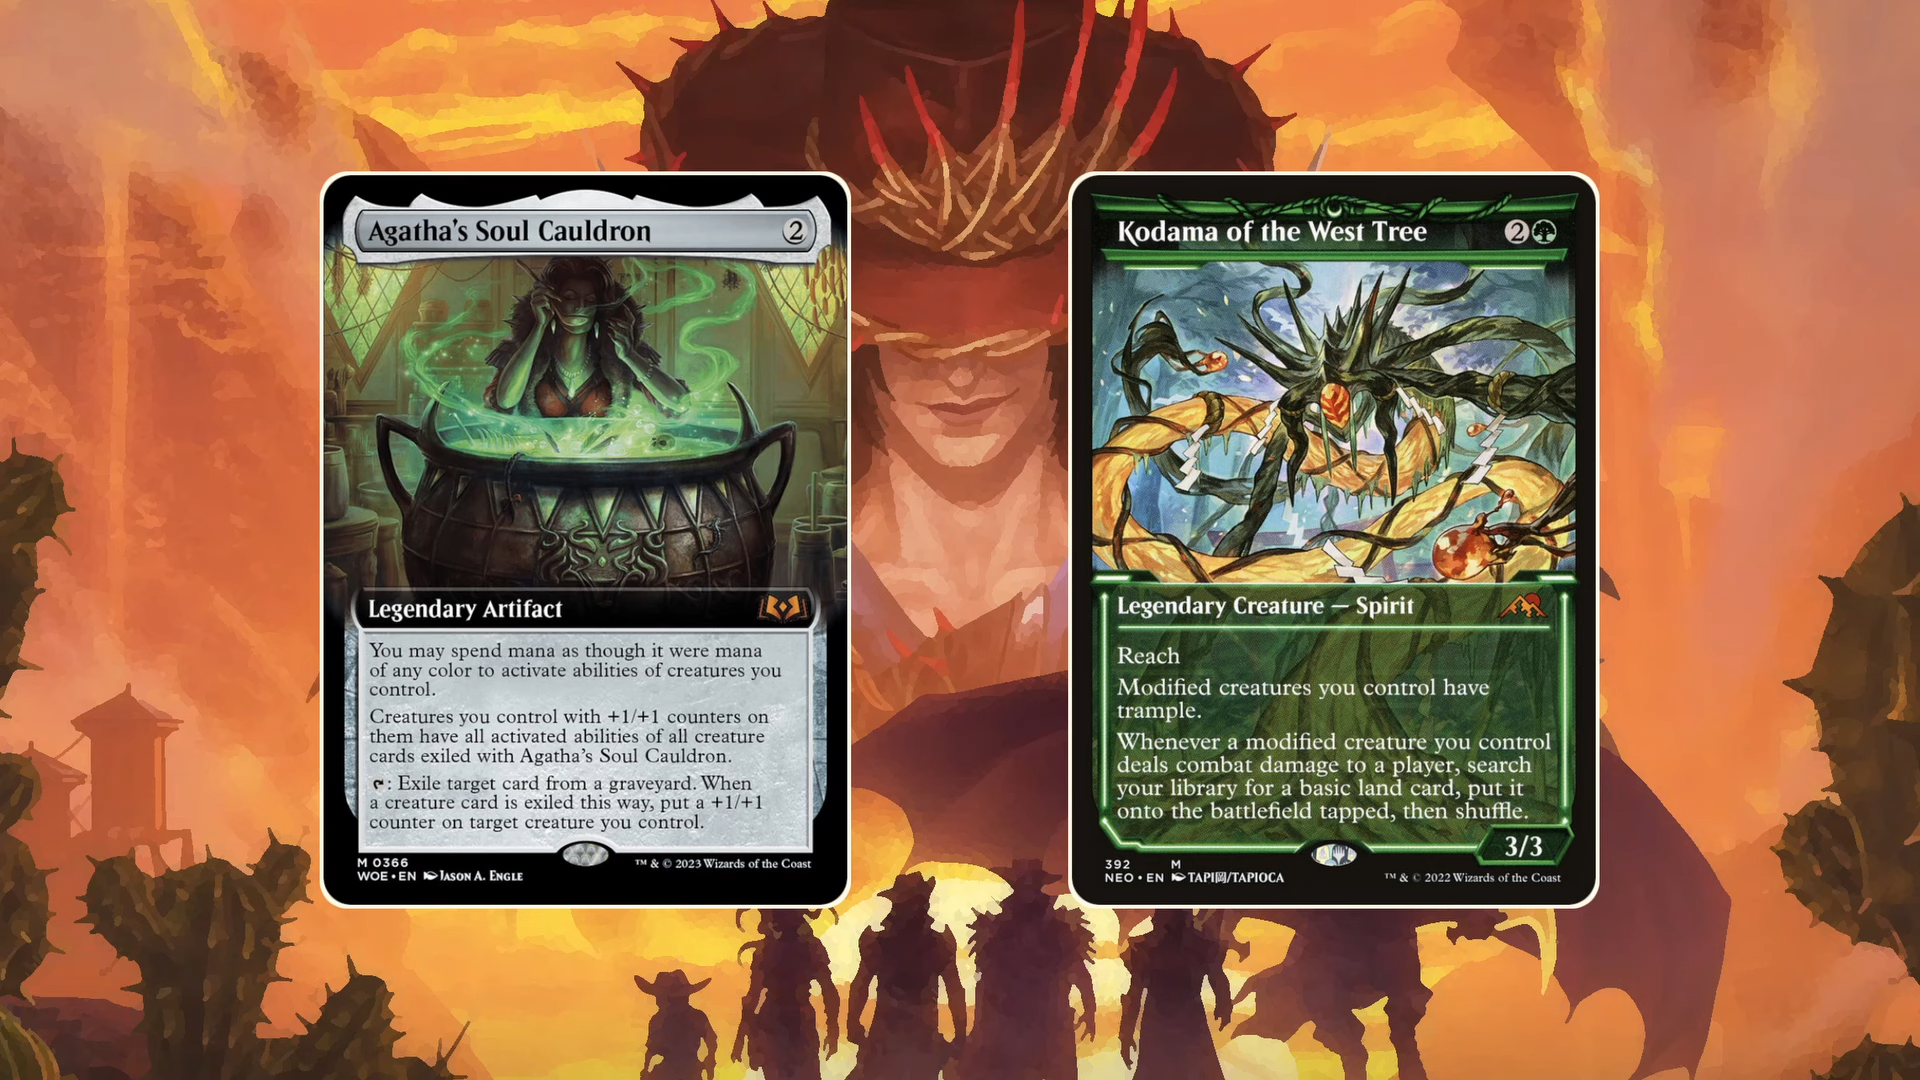 Agatha's Soul Cauldron
2
Legendary Artifact
You may spend mana as though it were mana
of any color to activate abilities of creatures you
control.
Creatures you control with +1/+1 counters on
them have all activated abilities of all creature
cards exiled with Agatha's Soul Cauldron.
: Exile target card from a graveyard. When
a creature card is exiled this way, put a +1/+1
counter on target creature you control.
M 0366
WOE • EN JASON A. ENGLE
™ & © 2023 Wizards of the Coast
Kodama of the West Tree
2
Legendary Creature — Spirit
Reach
Modified creatures you control have
trample.
Whenever a modified creature you control
deals combat damage to a player, search
your library for a basic land card, put it
onto the battlefield tapped, then shuffle.
3/3
392 M
NEO • EN TAPI岡/TAPIOCA
™ & © 2022 Wizards of the Coast